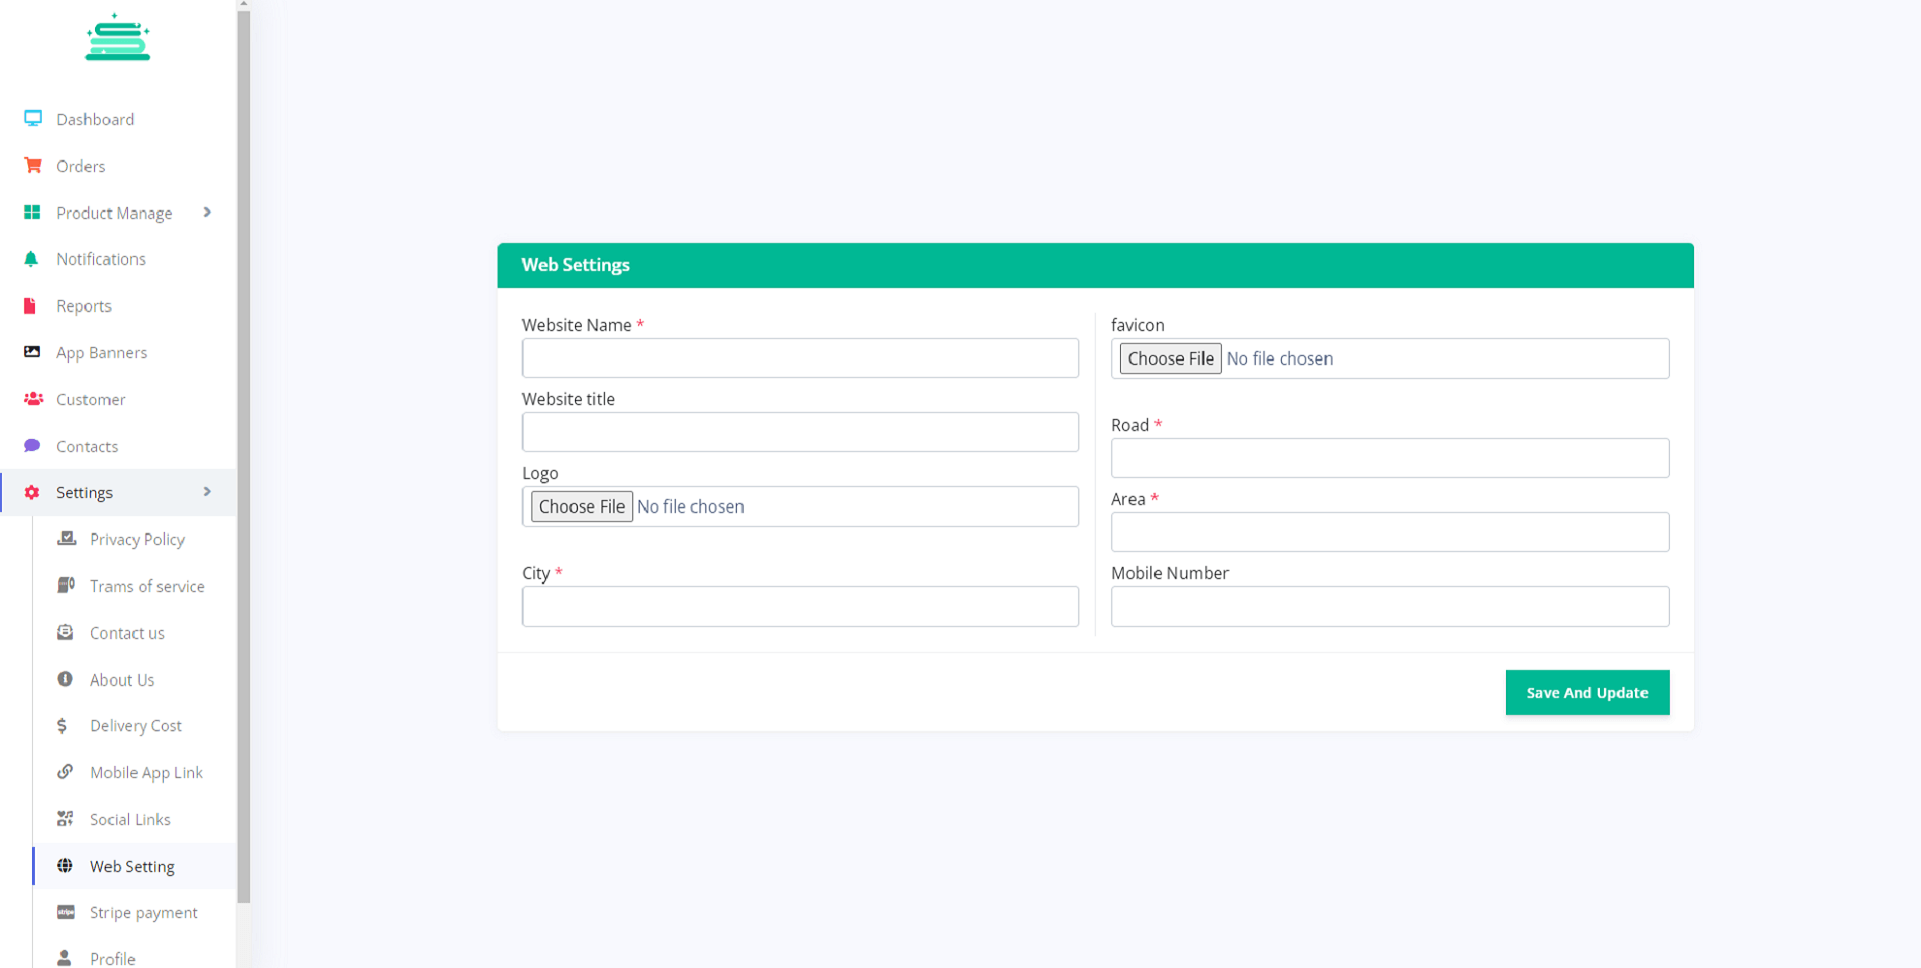 Dashboard
Orders
Product Manage
Notifications
Reports
App Banners
Customer
Contacts
Settings
Privacy Policy
Trams of service
Contact us
About Us
Delivery Cost
Mobile App Link
Social Links
Web Setting
stripe
Stripe payment
Profile
Web Settings
Website Name *
Website title
Logo
Choose File No file chosen
City *
favicon
Choose File No file chosen
Road *
Area *
Mobile Number
Save And Update